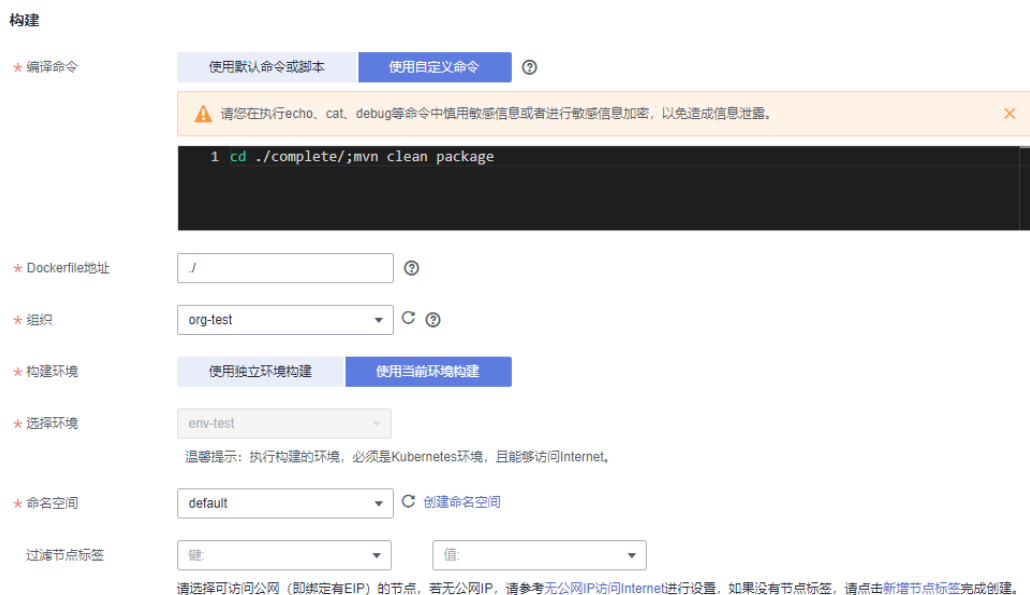 构建
* 编译命令 使用默认命令或脚本 使用自定义命令 ?
请您在执行echo、cat、debug等命令中慎用敏感信息或者进行敏感信息加密，以免造成信息泄露。
1 cd ./complete/;mvn clean package
* Dockerfile地址 ./ ?
* 组织 org-test ?
* 构建环境 使用独立环境构建 使用当前环境构建
* 选择环境 env-test
温馨提示：执行构建的环境，必须是Kubernetes环境，且能够访问Internet。
* 命名空间 default 创建命名空间
过滤节点标签 键: 值:
请选择可访问公网（即绑定有EIP）的节点，若无公网IP，请参考无公网IP访问Internet进行设置，如果没有节点标签，请点击新增节点标签完成创建。